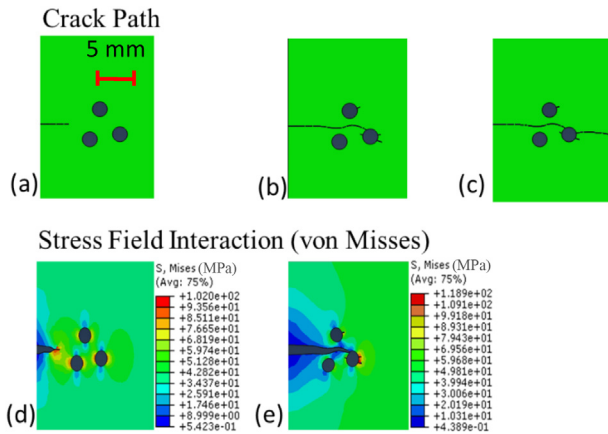 Crack Path
5 mm
(a)
(b)
(c)
Stress Field Interaction (von Misses)
S, Mises (MPa)
(Avg: 75%)
+1.020e+02
+9.356e+01
+8.511e+01
+7.665e+01
+6.819e+01
+5.974e+01
+5.128e+01
+4.282e+01
+3.437e+01
+2.591e+01
+1.746e+01
+8.999e+00
+5.423e-01
(d)
S, Mises (MPa)
(Avg: 75%)
+1.189e+02
+1.091e+02
+9.918e+01
+8.931e+01
+7.943e+01
+6.956e+01
+5.968e+01
+4.981e+01
+3.994e+01
+3.006e+01
+2.019e+01
+1.031e+01
+4.389e-01
(e)